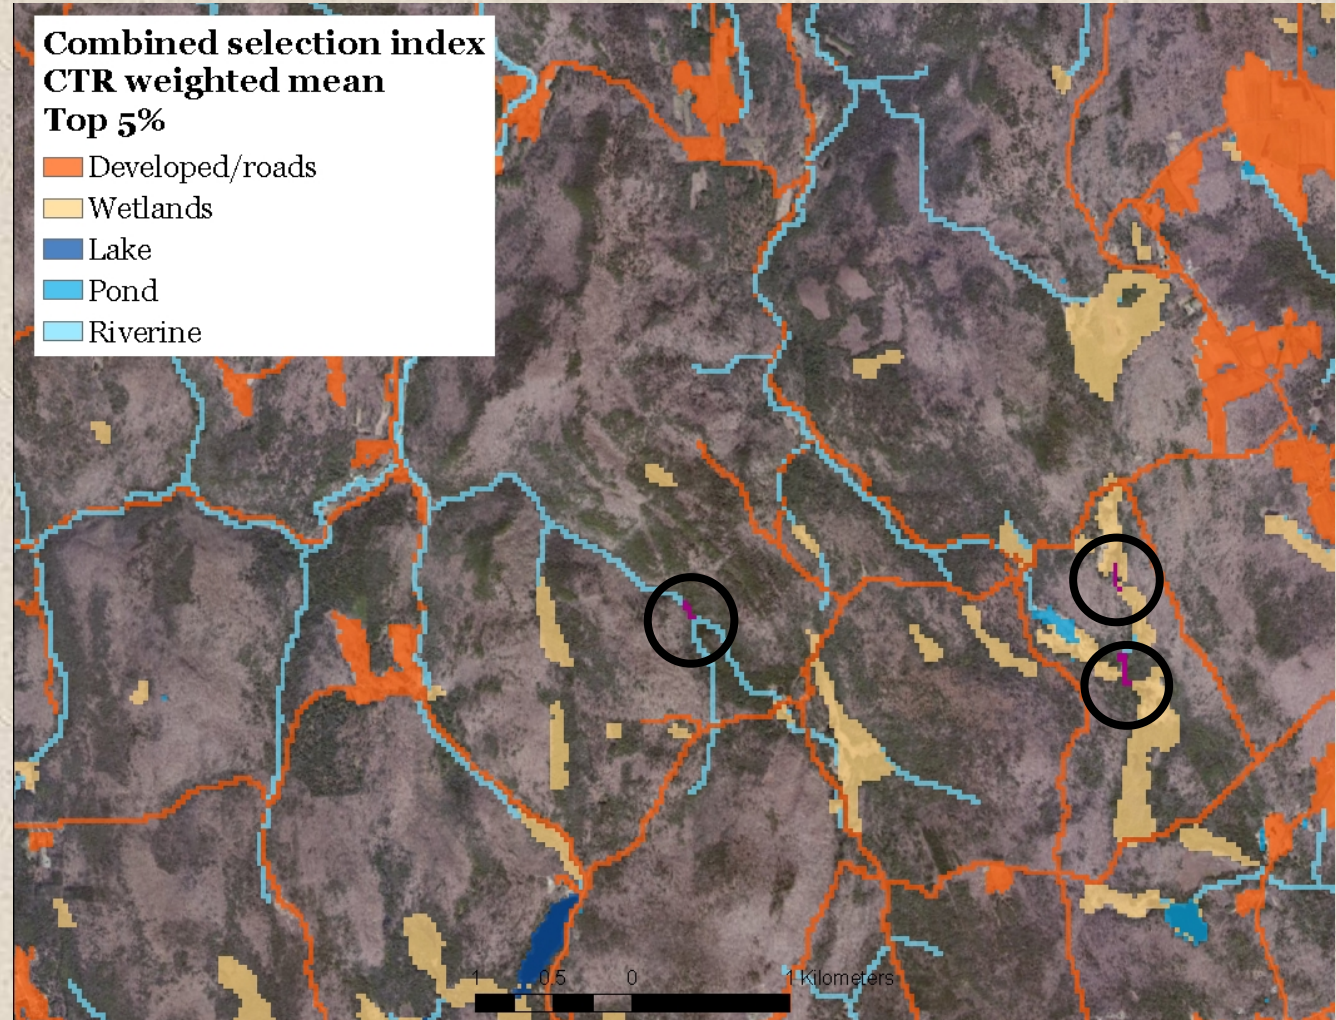 Combined selection index
CTR weighted mean
Top 5%
Developed/roads
Wetlands
Lake
Pond
Riverine
1 0.5 0 1 Kilometers